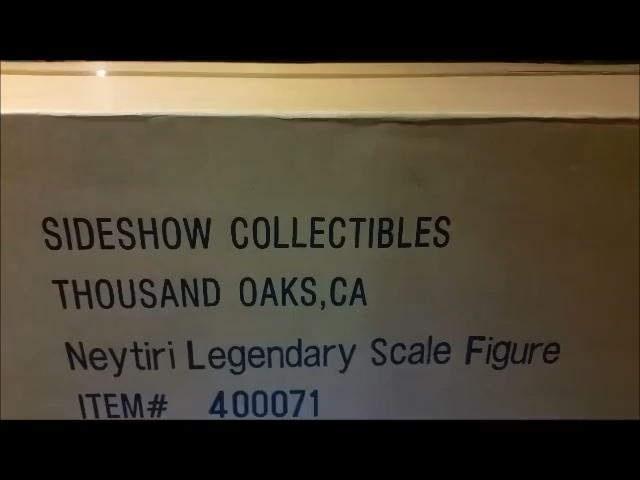 SIDESHOW COLLECTIBLES
THOUSAND OAKS,CA
Neytiri Legendary Scale Figure
ITEM# 400071